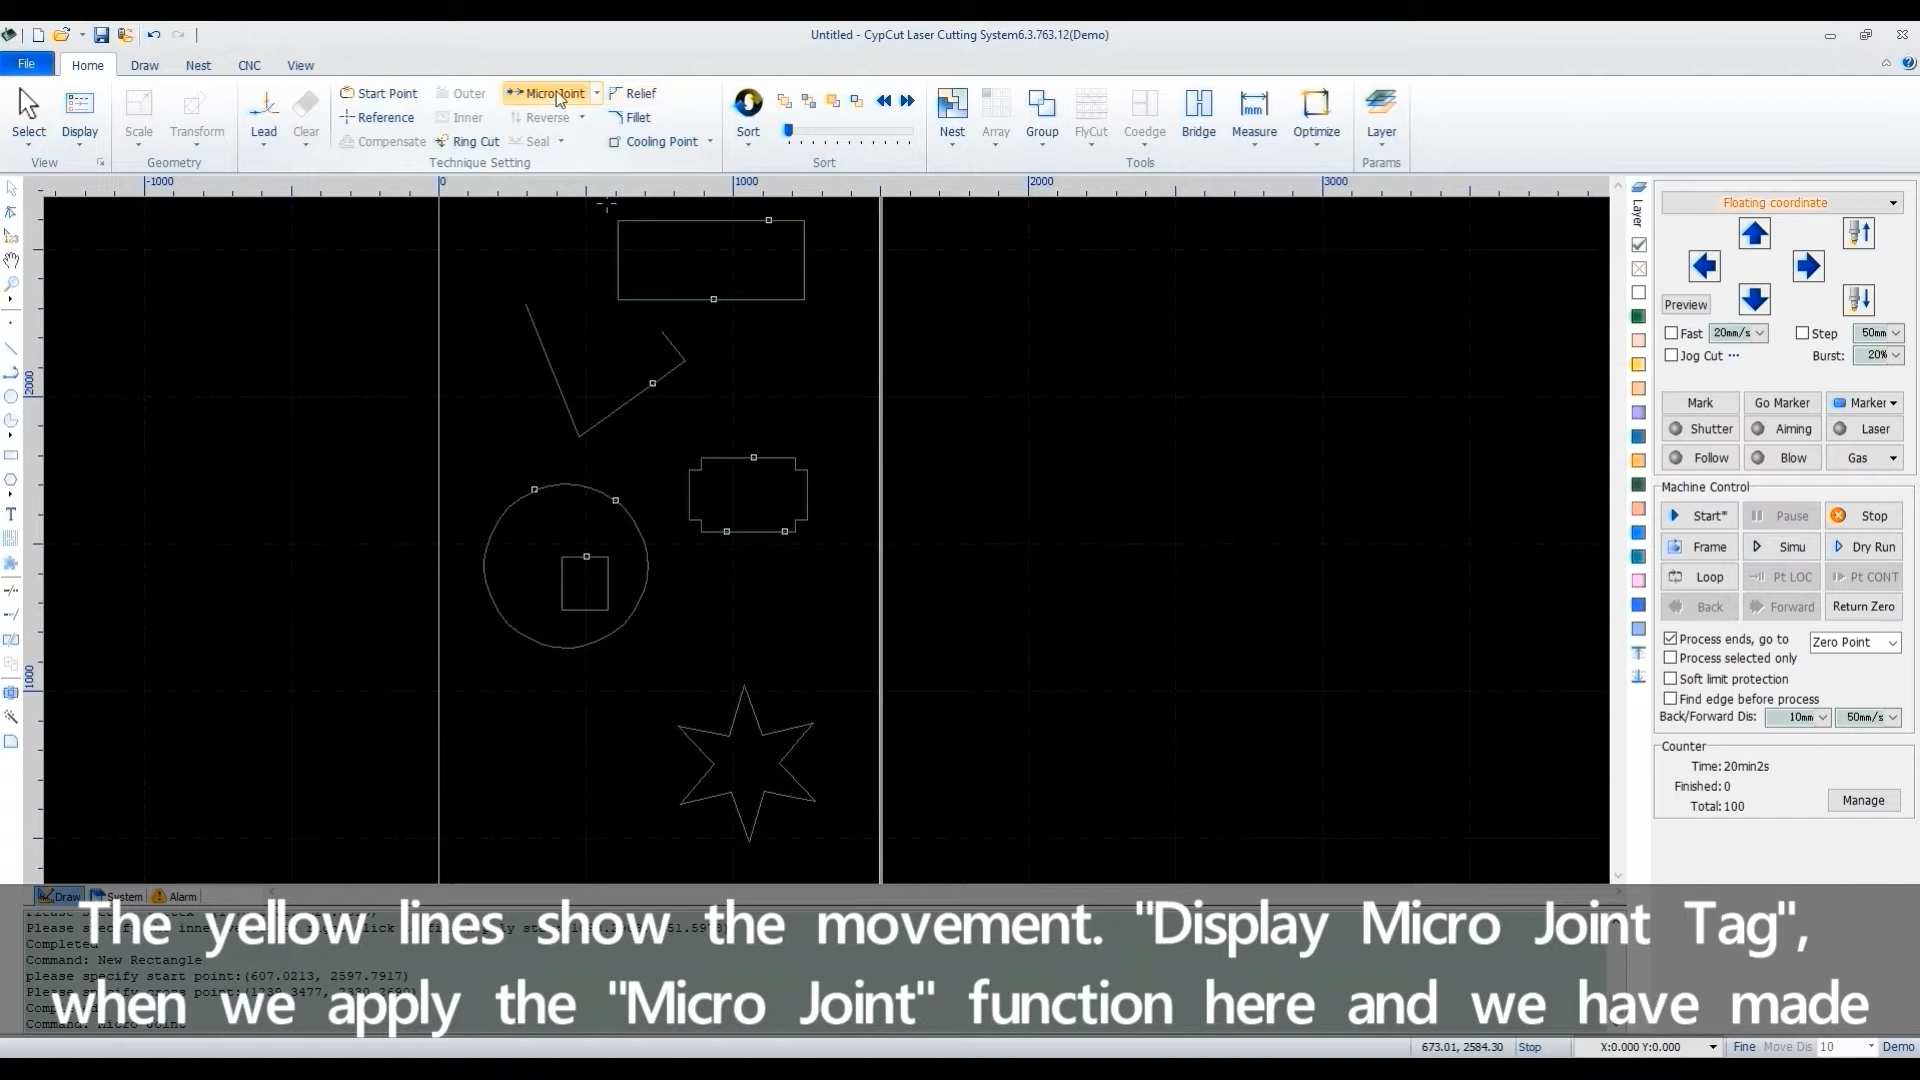 Untitled - CypCut Laser Cutting System6.3.763.12(Demo)
File Home Draw Nest CNC View
Select Display Scale Transform Lead Clear
Start Point Outer MicroJoint Relief
Reference Inner Reverse Fillet
Compensate Ring Cut Seal Cooling Point
Sort Nest Array Group FlyCut Coedge Bridge Measure Optimize Layer
View Geometry Technique Setting Sort Tools Params
-1000 0 1000 2000 3000
2000
1000
Layer
Floating coordinate
Preview
Fast 20mm/s Step 50mm
Jog Cut Burst: 20%
Mark Go Marker Marker
Shutter Aiming Laser
Follow Blow Gas
Machine Control
Start* Pause Stop
Frame Simu Dry Run
Loop Pt LOC Pt CONT
Back Forward Return Zero
Process ends, go to Zero Point
Process selected only
Soft limit protection
Find edge before process
Back/Forward Dis: 10mm 50mm/s
Counter
Time: 20min2s
Finished: 0
Total: 100 Manage
Draw System Alarm
Completed
Command: New Rectangle
please specify start point:(607.0213, 2597.7917)
The yellow lines show the movement. "Display Micro Joint Tag",
when we apply the "Micro Joint" function here and we have made
673.01, 2584.30 Stop X:0.000 Y:0.000 Fine Move Dis 10 Demo